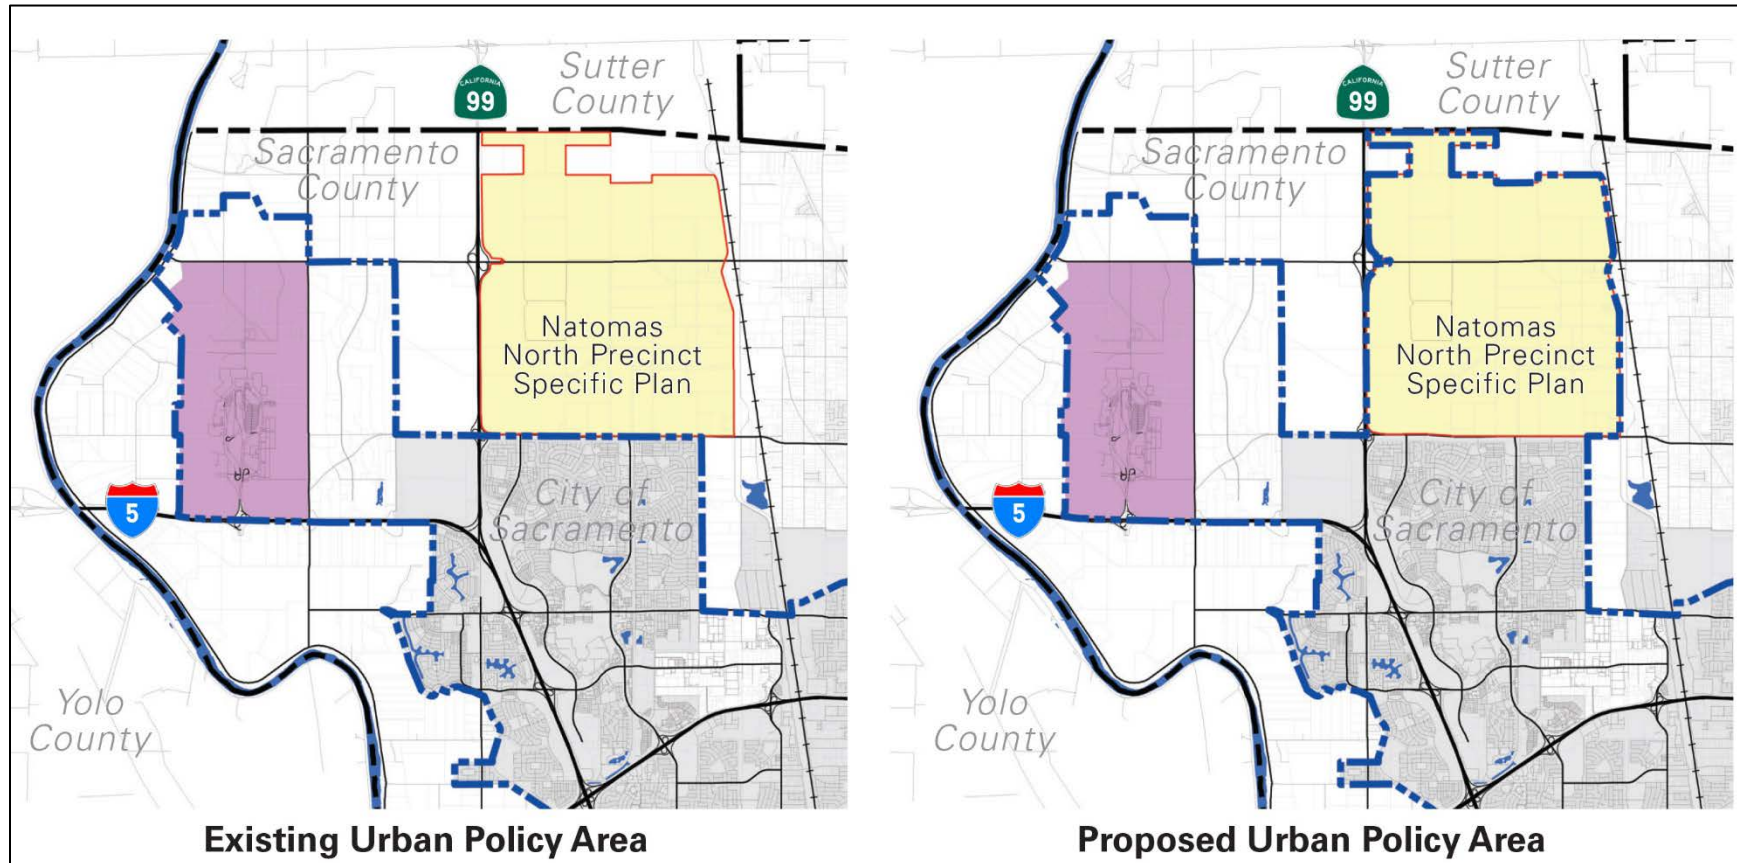 Sutter
County
CALIFORNIA
99
Sacramento
County
Natomas
North Precinct
Specific Plan
City of
Sacramento
5
Yolo
County
Existing Urban Policy Area
Sutter
County
CALIFORNIA
99
Sacramento
County
Natomas
North Precinct
Specific Plan
City of
Sacramento
5
Yolo
County
Proposed Urban Policy Area